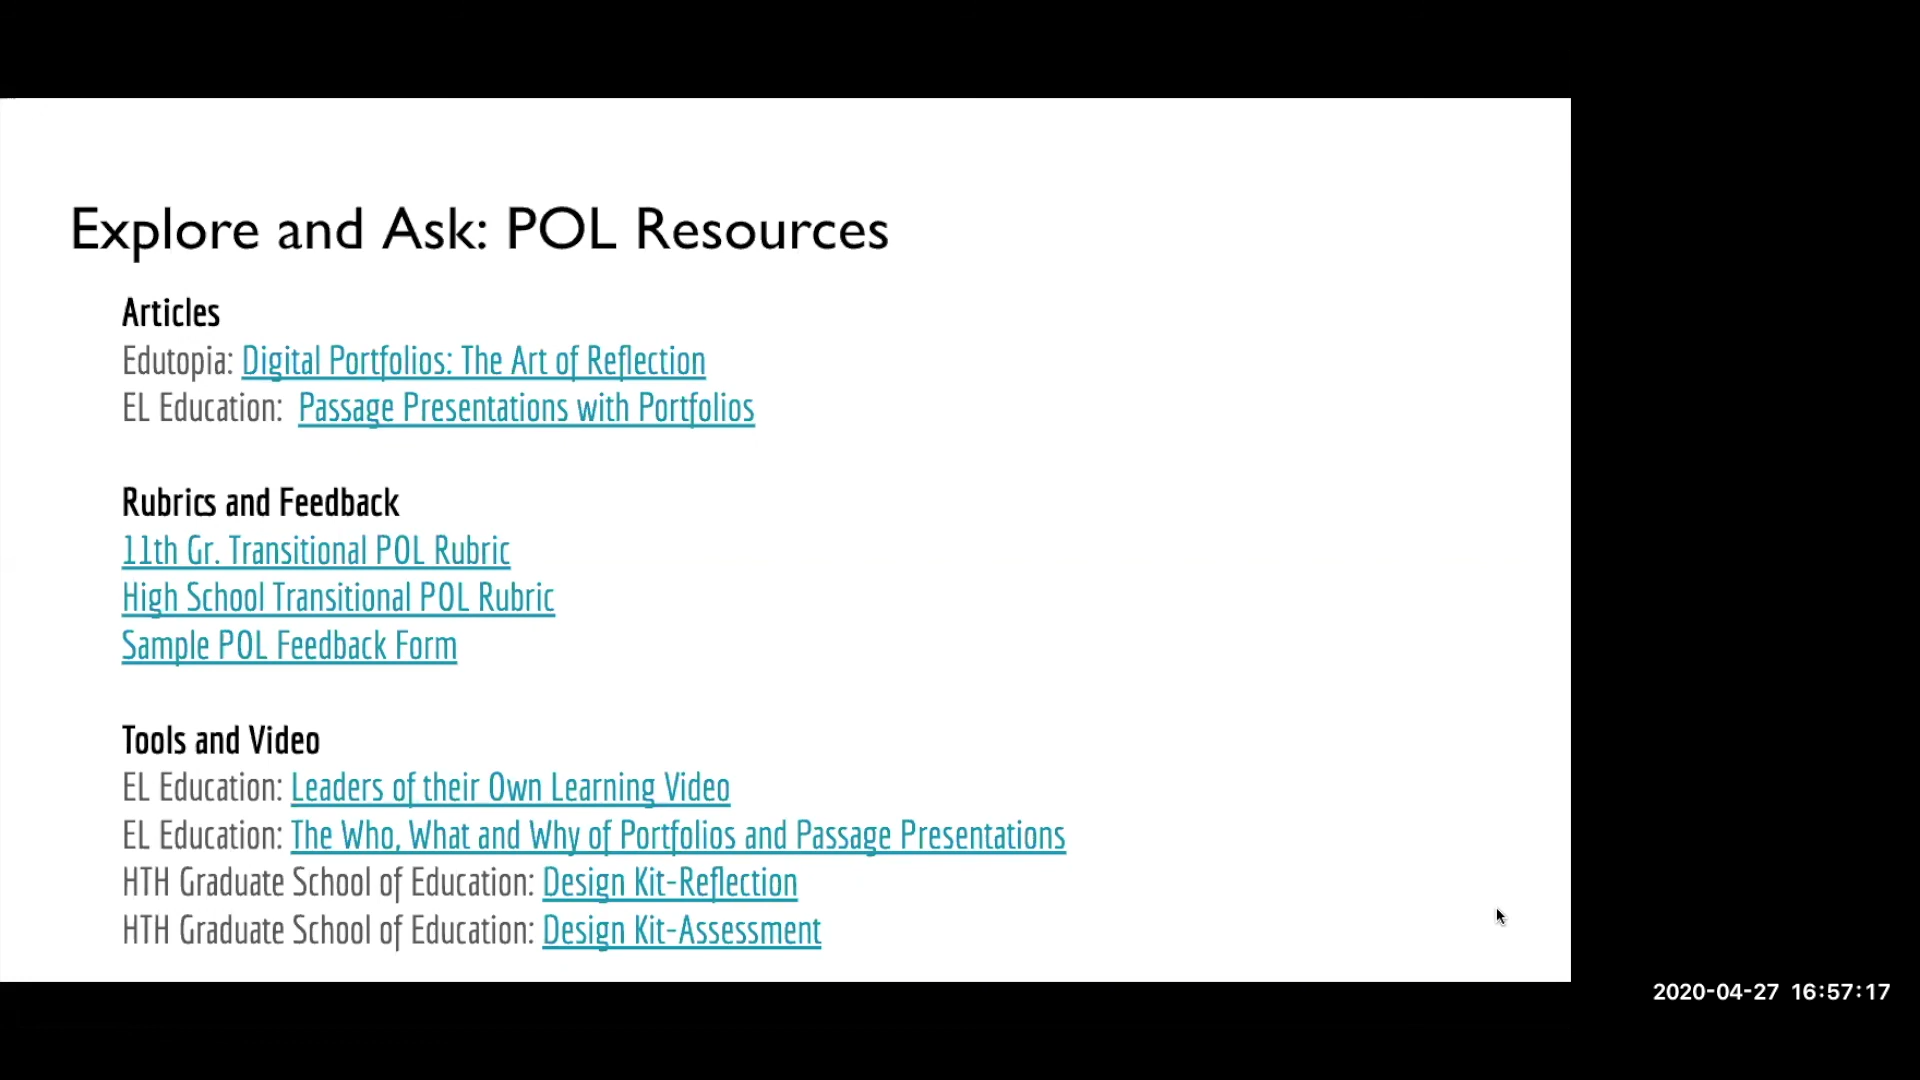 Explore and Ask: POL Resources
Articles
Edutopia: Digital Portfolios: The Art of Reflection
EL Education: Passage Presentations with Portfolios
Rubrics and Feedback
11th Gr. Transitional POL Rubric
High School Transitional POL Rubric
Sample POL Feedback Form
Tools and Video
EL Education: Leaders of their Own Learning Video
EL Education: The Who, What and Why of Portfolios and Passage Presentations
HTH Graduate School of Education: Design Kit-Reflection
HTH Graduate School of Education: Design Kit-Assessment
2020-04-27 16:57:17